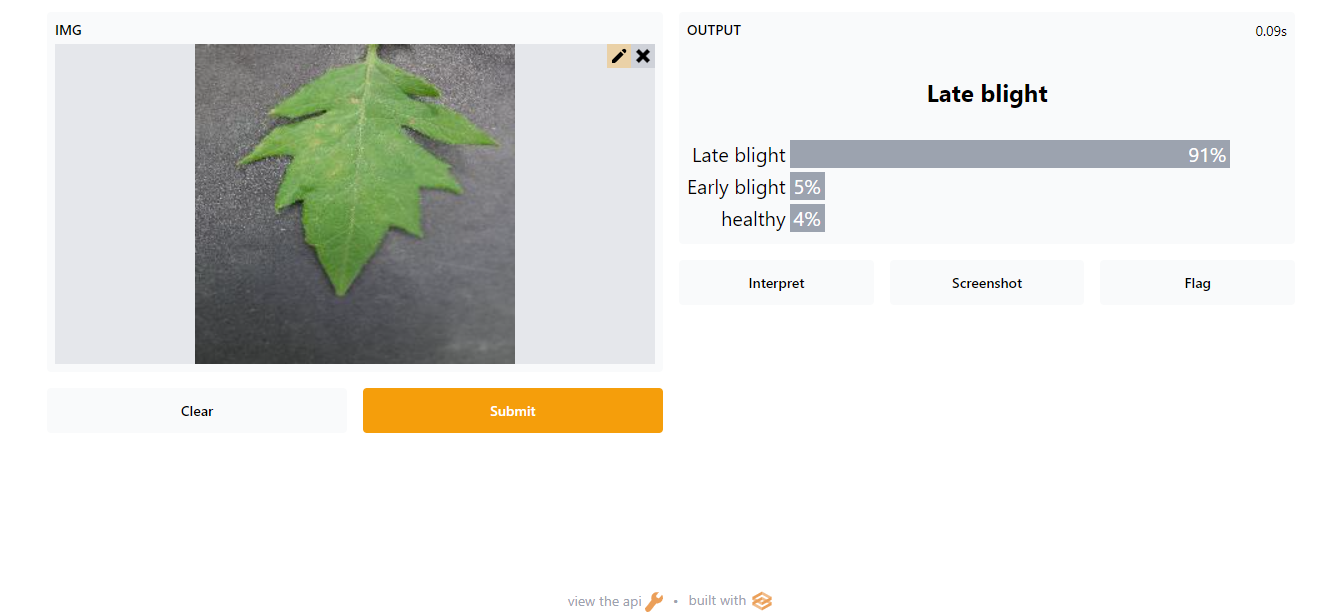 IMG
OUTPUT 0.09s
Late blight
Late blight 91%
Early blight 5%
healthy 4%
Interpret Screenshot Flag
Clear Submit
view the api • built with